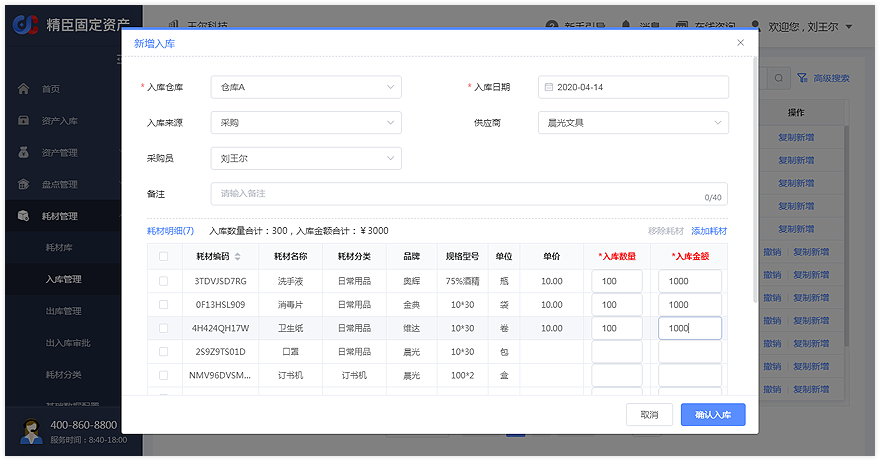 精臣固定资产
王尔科技
新手引导
消息
在线咨询
欢迎您，刘王尔
首页
资产入库
资产管理
盘点管理
耗材管理
耗材库
入库管理
出库管理
出入库审批
耗材分类
基础数据配置
400-860-8800
服务时间：8:40-18:00
高级搜索
操作
复制新增
复制新增
复制新增
复制新增
复制新增
撤销 复制新增
撤销 复制新增
撤销 复制新增
撤销 复制新增
撤销 复制新增
撤销 复制新增
撤销 复制新增
新增入库
* 入库仓库 仓库A * 入库日期 2020-04-14
入库来源 采购 供应商 晨光文具
采购员 刘王尔
备注 请输入备注 0/40
耗材明细(7) 入库数量合计：300，入库金额合计：¥3000 移除耗材 添加耗材
耗材编码 耗材名称 耗材分类 品牌 规格型号 单位 单价 *入库数量 *入库金额
3TDVJSD7RG 洗手液 日常用品 奥辉 75%酒精 瓶 10.00 100 1000
0F13HSL909 消毒片 日常用品 金典 10*30 袋 10.00 100 1000
4H424QH17W 卫生纸 日常用品 维达 10*30 卷 10.00 100 1000
2S9Z9TS01D 口罩 日常用品 晨光 10*30 包
NMV96DVSM... 订书机 订书机 晨光 100*2 盒
取消 确认入库